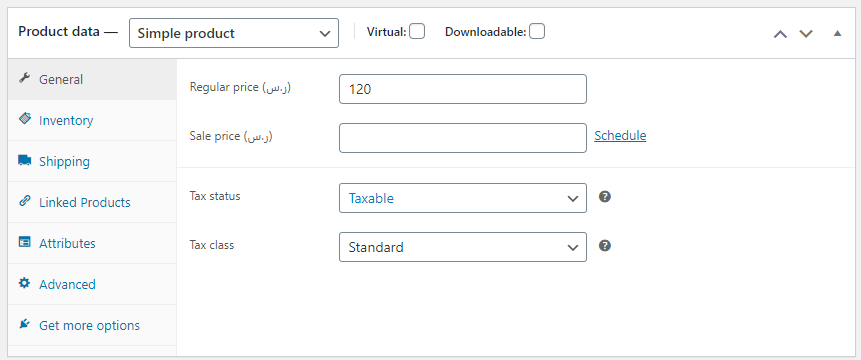 Product data — Simple product Virtual: Downloadable:
General
Inventory
Shipping
Linked Products
Attributes
Advanced
Get more options
Regular price (ر.س) 120
Sale price (ر.س) Schedule
Tax status Taxable ?
Tax class Standard ?